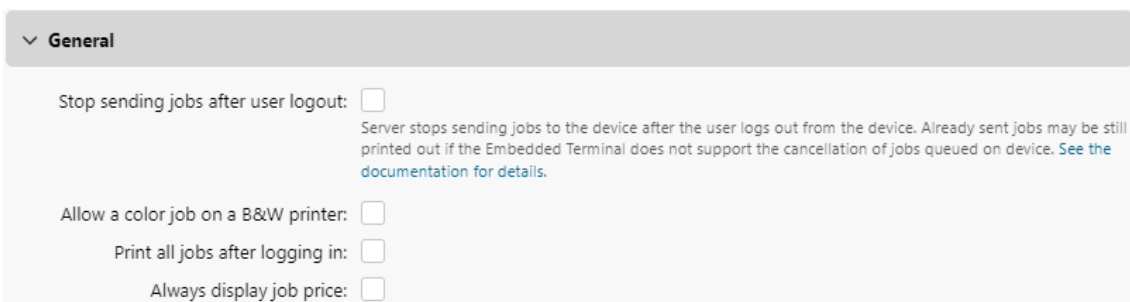 General
Stop sending jobs after user logout:
Server stops sending jobs to the device after the user logs out from the device. Already sent jobs may be still
printed out if the Embedded Terminal does not support the cancellation of jobs queued on device. See the
documentation for details.
Allow a color job on a B&W printer:
Print all jobs after logging in:
Always display job price: